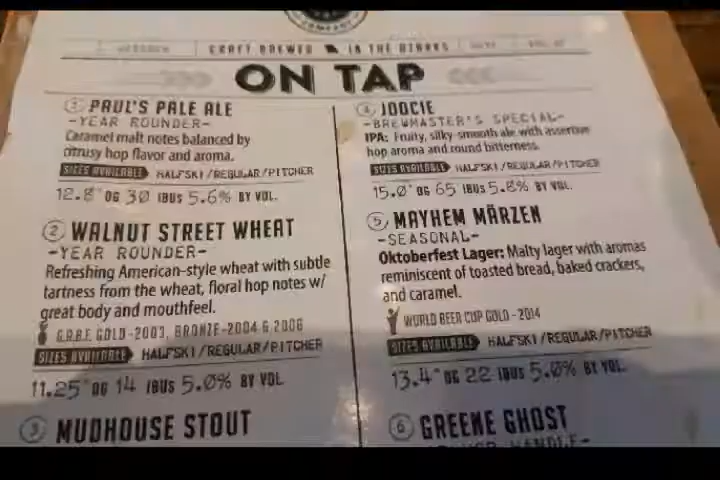 COMPANY
CRAFT BREWED IN THE OZARKS
ON TAP
1 PAUL'S PALE ALE
-YEAR ROUNDER-
Caramel malt notes balanced by
citrusy hop flavor and aroma.
SIZES AVAILABLE HALFSKI/REGULAR/PITCHER
12.8° OG 30 IBUS 5.6% BY VOL.
2 WALNUT STREET WHEAT
-YEAR ROUNDER-
Refreshing American-style wheat with subtle
tartness from the wheat, floral hop notes w/
great body and mouthfeel.
G.A.B.F. GOLD-2003, BRONZE-2004 & 2006
SIZES AVAILABLE HALFSKI/REGULAR/PITCHER
11.25° OG 14 IBUS 5.0% BY VOL.
3 MUDHOUSE STOUT
4 JOOCIE
-BREWMASTER'S SPECIAL-
IPA: Fruity, silky-smooth ale with assertive
hop aroma and round bitterness.
SIZES AVAILABLE HALFSKI/REGULAR/PITCHER
15.0° OG 65 IBUS 5.8% BY VOL.
5 MAYHEM MÄRZEN
-SEASONAL-
Oktoberfest Lager: Malty lager with aromas
reminiscent of toasted bread, baked crackers,
and caramel.
WORLD BEER CUP GOLD-2014
SIZES AVAILABLE HALFSKI/REGULAR/PITCHER
13.4° OG 22 IBUS 5.0% BY VOL.
6 GREENE GHOST
HANDLE-